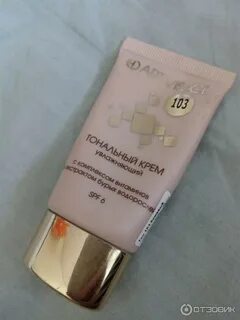 103
ТОНАЛЬНЫЙ КРЕМ
увлажняющий
с комплексом витаминов
экстрактом бурых водорослей
SPF 6
ОТЗОВИК